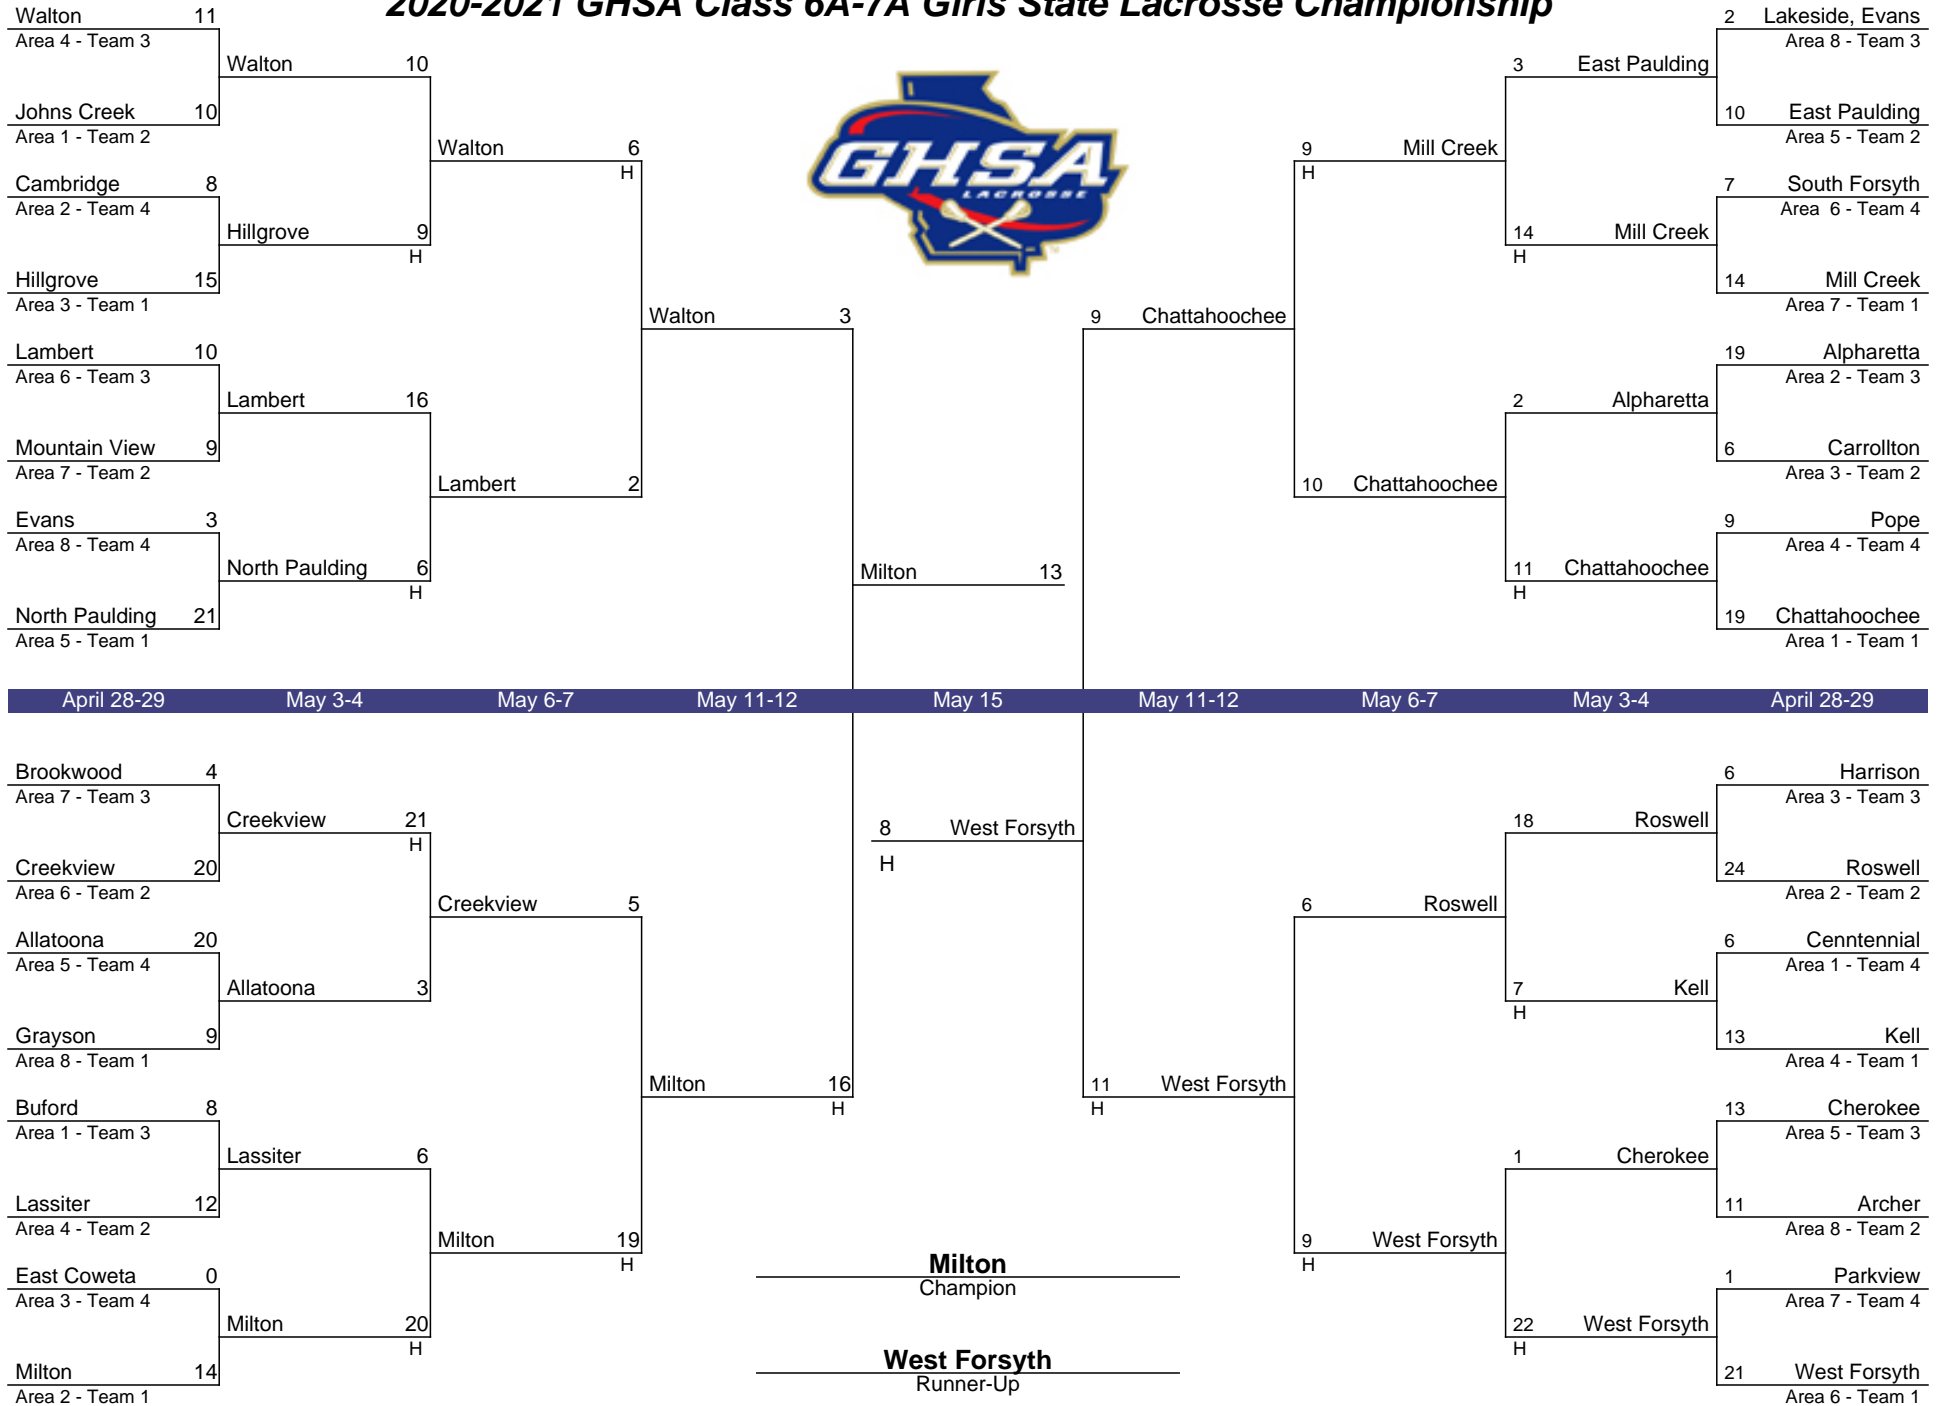 2020-2021 GHSA Class 6A-7A Girls State Lacrosse Championship
Walton 11
Area 4 - Team 3
Johns Creek 10
Area 1 - Team 2
Cambridge 8
Area 2 - Team 4
Hillgrove 15
Area 3 - Team 1
Lambert 10
Area 6 - Team 3
Mountain View 9
Area 7 - Team 2
Evans 3
Area 8 - Team 4
North Paulding 21
Area 5 - Team 1
Walton 10
Hillgrove 9
H
Lambert 16
North Paulding 6
H
Walton 6
H
Lambert 2
Walton 3
GHSA
LACROSSE
Milton 13
9 Chattahoochee
9 Mill Creek
H
10 Chattahoochee
3 East Paulding
14 Mill Creek
H
2 Alpharetta
11 Chattahoochee
H
2 Lakeside, Evans
Area 8 - Team 3
10 East Paulding
Area 5 - Team 2
7 South Forsyth
Area  6 - Team 4
14 Mill Creek
Area 7 - Team 1
19 Alpharetta
Area 2 - Team 3
6 Carrollton
Area 3 - Team 2
9 Pope
Area 4 - Team 4
19 Chattahoochee
Area 1 - Team 1
April 28-29 May 3-4 May 6-7 May 11-12 May 15 May 11-12 May 6-7 May 3-4 April 28-29
Brookwood 4
Area 7 - Team 3
Creekview 20
Area 6 - Team 2
Allatoona 20
Area 5 - Team 4
Grayson 9
Area 8 - Team 1
Buford 8
Area 1 - Team 3
Lassiter 12
Area 4 - Team 2
East Coweta 0
Area 3 - Team 4
Milton 14
Area 2 - Team 1
Creekview 21
H
Allatoona 3
Lassiter 6
Milton 20
H
Creekview 5
Milton 19
H
Milton 16
H
8 West Forsyth
H
11 West Forsyth
H
6 Roswell
9 West Forsyth
H
18 Roswell
7 Kell
H
1 Cherokee
22 West Forsyth
H
6 Harrison
Area 3 - Team 3
24 Roswell
Area 2 - Team 2
6 Cenntennial
Area 1 - Team 4
13 Kell
Area 4 - Team 1
13 Cherokee
Area 5 - Team 3
11 Archer
Area 8 - Team 2
1 Parkview
Area 7 - Team 4
21 West Forsyth
Area 6 - Team 1
Milton
Champion
West Forsyth
Runner-Up